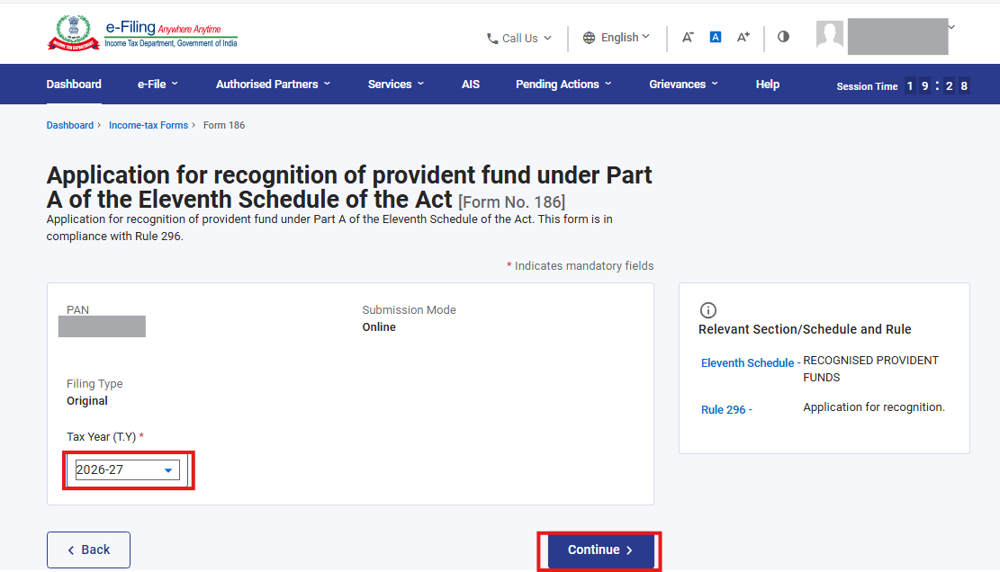 e-Filing Anywhere Anytime
Income Tax Department, Government of India
INCOME TAX DEPARTMENT
Call Us
English
A-
A
A+
Dashboard
e-File
Authorised Partners
Services
AIS
Pending Actions
Grievances
Help
Session Time 1 9 : 2 8
Dashboard › Income-tax Forms › Form 186
Application for recognition of provident fund under Part
A of the Eleventh Schedule of the Act [Form No. 186]
Application for recognition of provident fund under Part A of the Eleventh Schedule of the Act. This form is in
compliance with Rule 296.
* Indicates mandatory fields
PAN
Submission Mode
Online
Filing Type
Original
Tax Year (T.Y) *
2026-27
Relevant Section/Schedule and Rule
Eleventh Schedule - RECOGNISED PROVIDENT
FUNDS
Rule 296 - Application for recognition.
< Back
Continue >